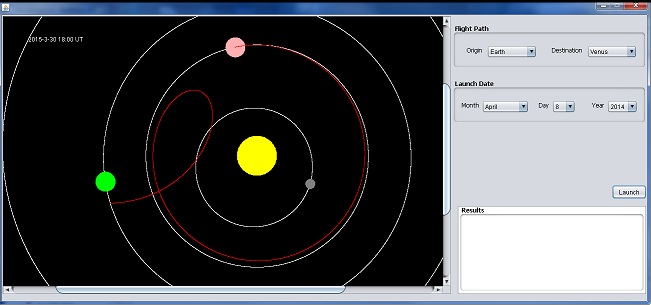 2015-3-30 18:00 UT
Flight Path
Origin Earth Destination Venus
Launch Date
Month April Day 8 Year 2014
Launch
Results